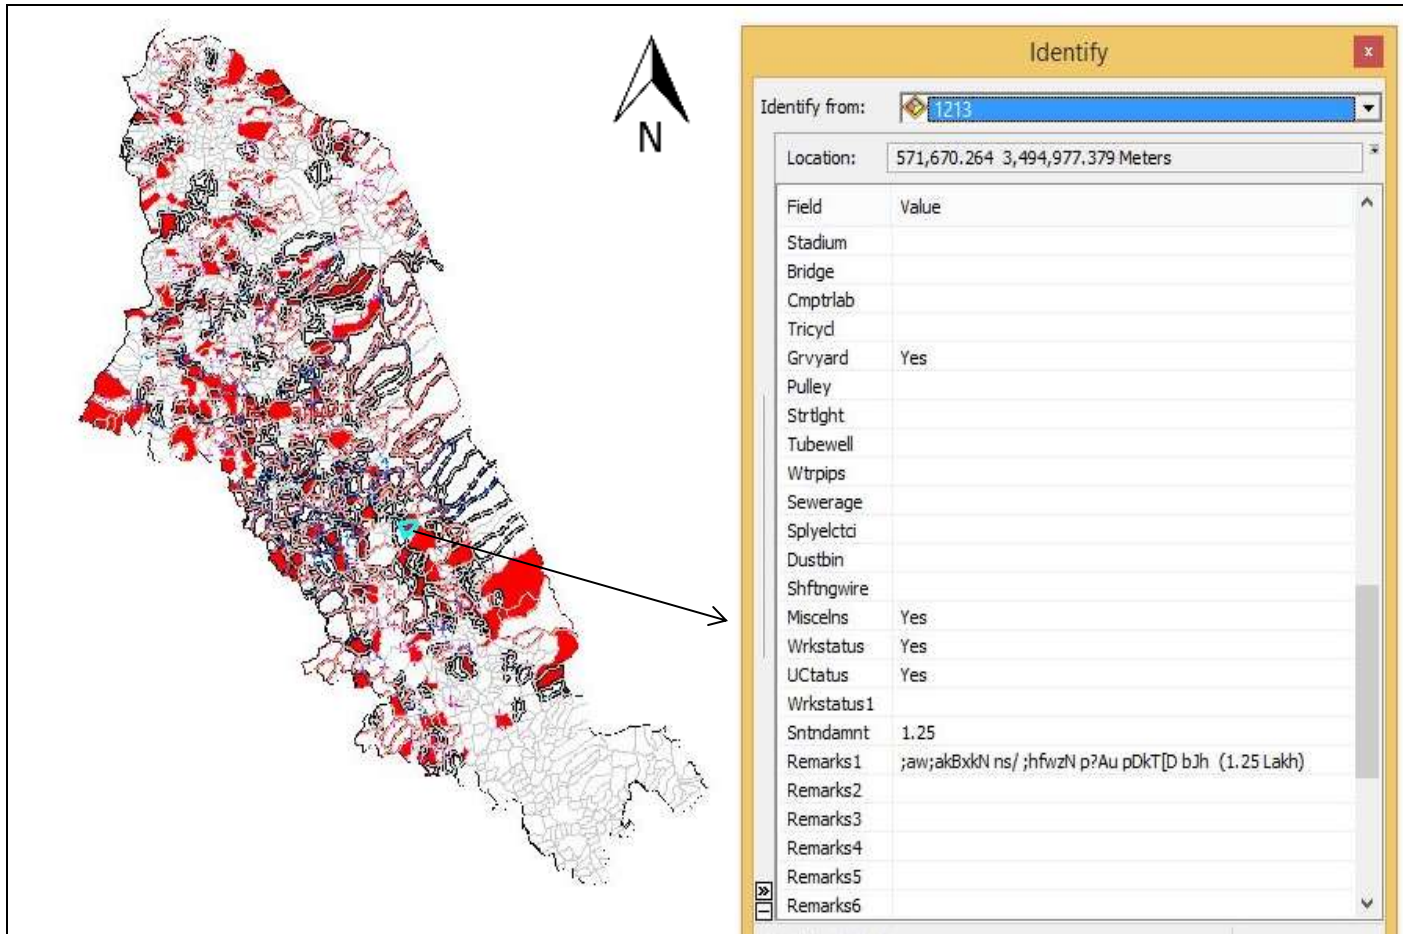 N
Identify
x
Identify from: 1213
Location: 571,670.264 3,494,977.379 Meters
Field Value
Stadium
Bridge
Cmptrlab
Tricycl
Grvyard Yes
Pulley
Strtlght
Tubewell
Wtrpips
Sewerage
Splyelctci
Dustbin
Shftngwire
Miscelns Yes
Wrkstatus Yes
UCtatus Yes
Wrkstatus1
Sntndamnt 1.25
Remarks1 ;aw;akBxkN ns/ ;hfwzN p?Au pDkT[D bJh (1.25 Lakh)
Remarks2
Remarks3
Remarks4
Remarks5
Remarks6